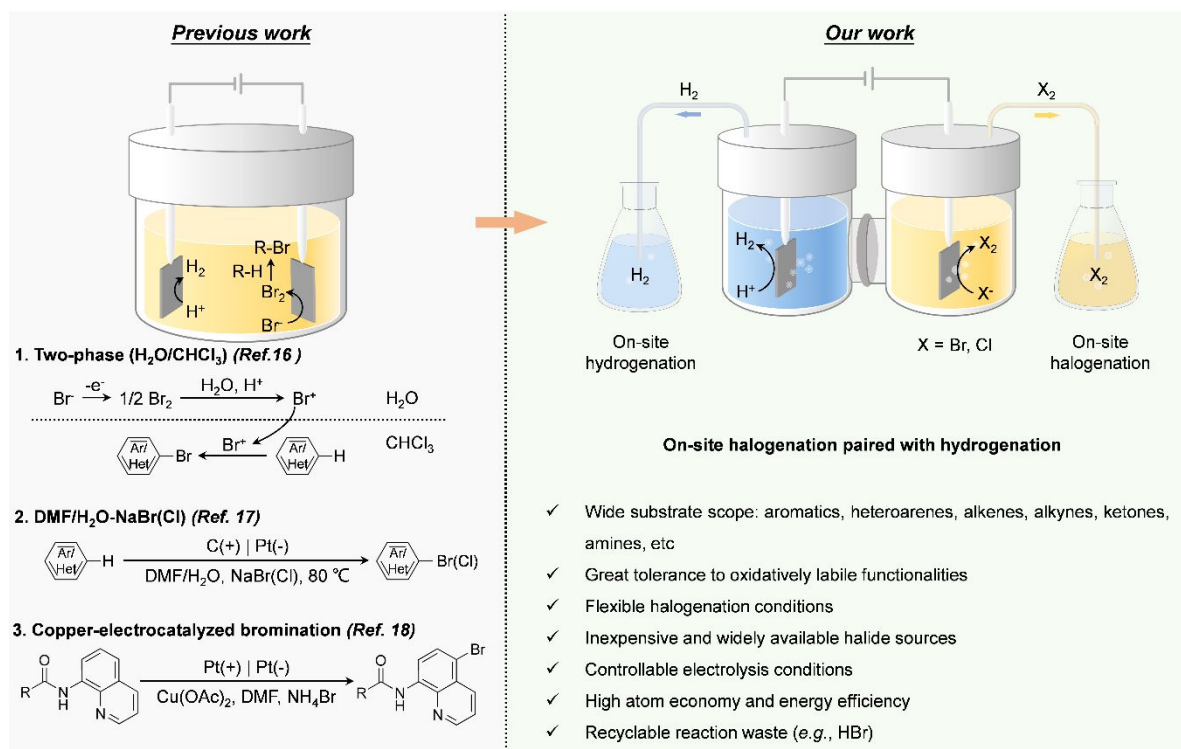 Previous work
H₂
H⁺
R-Br
R-H
Br₂
Br⁻
1. Two-phase (H₂O/CHCl₃) (Ref.16 )
Br⁻ -e⁻ 1/2 Br₂ H₂O, H⁺ Br⁺ H₂O
Ar/Het Br Br⁺ Ar/Het H CHCl₃
2. DMF/H₂O-NaBr(Cl) (Ref. 17)
Ar/Het H C(+) | Pt(-) Ar/Het Br(Cl)
DMF/H₂O, NaBr(Cl), 80 ℃
3. Copper-electrocatalyzed bromination (Ref. 18)
R O N H N Pt(+) | Pt(-) R O N H N Br
Cu(OAc)₂, DMF, NH₄Br
Our work
H₂ X₂
H₂ H₂ X₂ X₂
H⁺ X⁻
On-site
hydrogenation
X = Br, Cl
On-site
halogenation
On-site halogenation paired with hydrogenation
✓ Wide substrate scope: aromatics, heteroarenes, alkenes, alkynes, ketones,
amines, etc
✓ Great tolerance to oxidatively labile functionalities
✓ Flexible halogenation conditions
✓ Inexpensive and widely available halide sources
✓ Controllable electrolysis conditions
✓ High atom economy and energy efficiency
✓ Recyclable reaction waste (e.g., HBr)